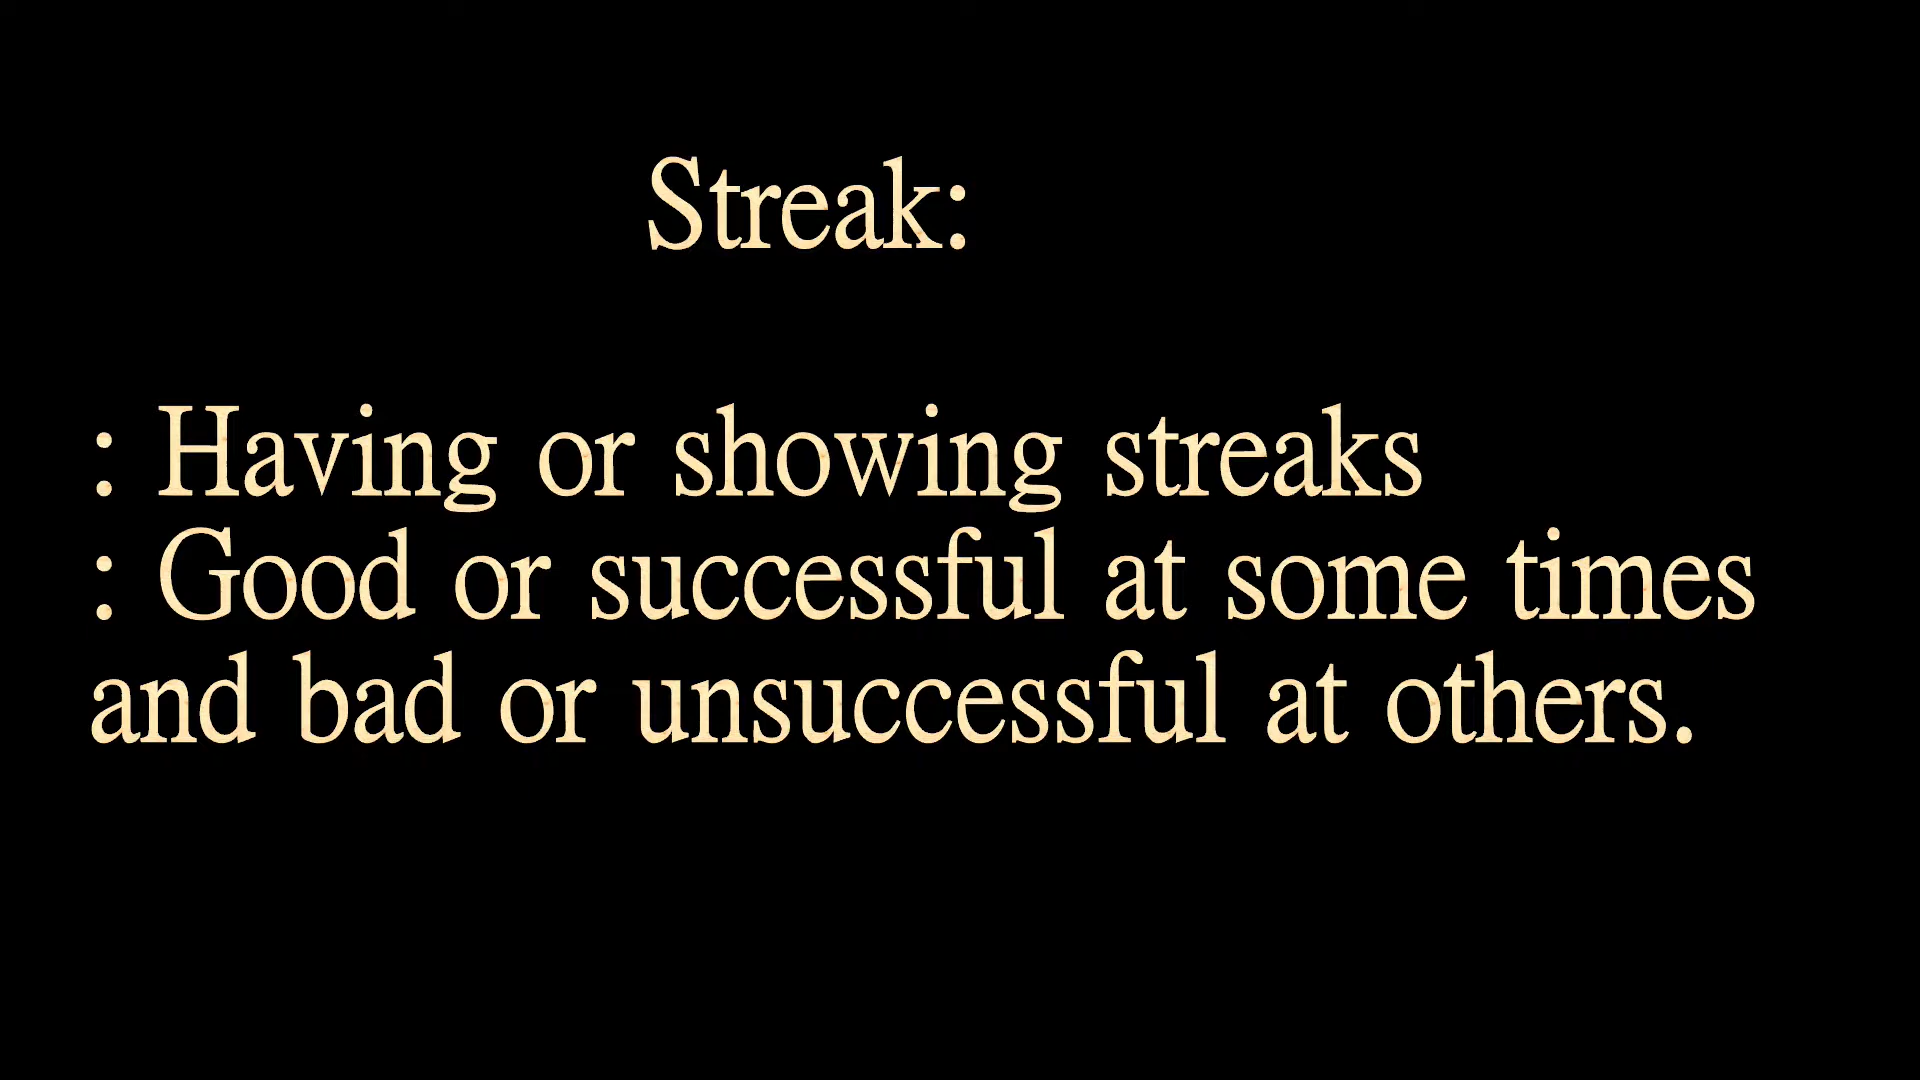 Streak:
: Having or showing streaks
: Good or successful at some times
and bad or unsuccessful at others.